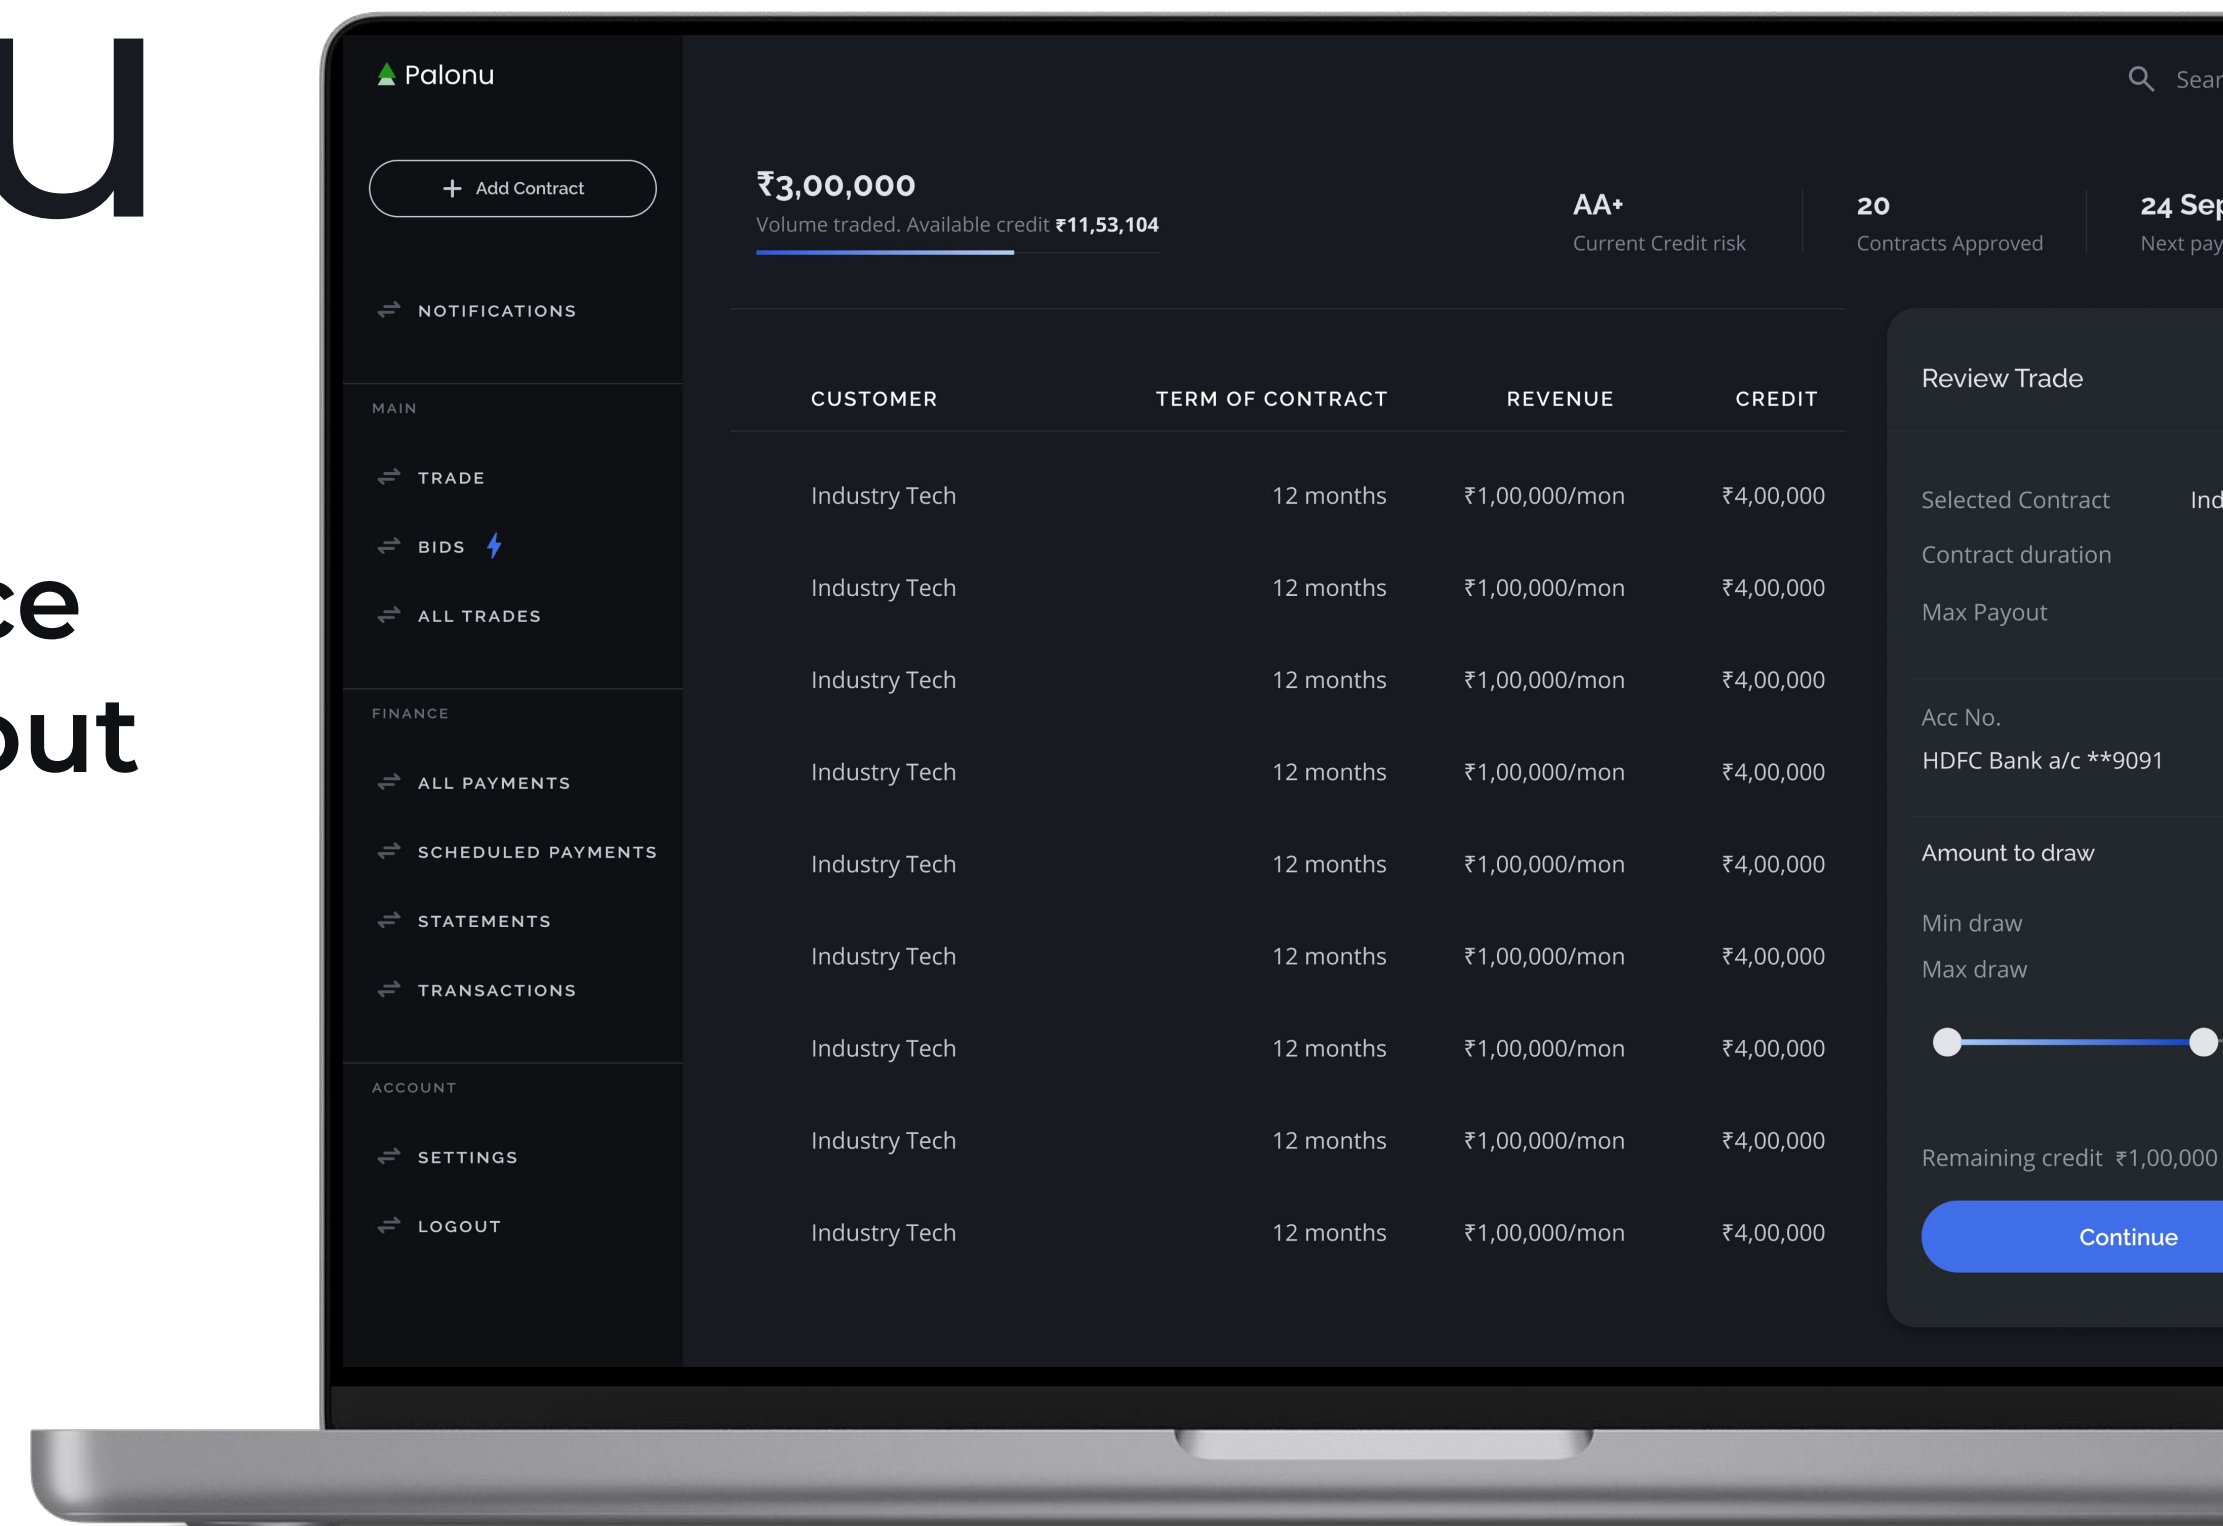 u
ce
out
Palonu
Add Contract
NOTIFICATIONS
MAIN
TRADE
BIDS
ALL TRADES
FINANCE
ALL PAYMENTS
SCHEDULED PAYMENTS
STATEMENTS
TRANSACTIONS
ACCOUNT
SETTINGS
LOGOUT
Sear
₹3,00,000
Volume traded. Available credit ₹11,53,104
AA+
Current Credit risk
20
Contracts Approved
24 Sep
Next pay
CUSTOMER TERM OF CONTRACT REVENUE CREDIT
Industry Tech 12 months ₹1,00,000/mon ₹4,00,000
Industry Tech 12 months ₹1,00,000/mon ₹4,00,000
Industry Tech 12 months ₹1,00,000/mon ₹4,00,000
Industry Tech 12 months ₹1,00,000/mon ₹4,00,000
Industry Tech 12 months ₹1,00,000/mon ₹4,00,000
Industry Tech 12 months ₹1,00,000/mon ₹4,00,000
Industry Tech 12 months ₹1,00,000/mon ₹4,00,000
Industry Tech 12 months ₹1,00,000/mon ₹4,00,000
Industry Tech 12 months ₹1,00,000/mon ₹4,00,000
Review Trade
Selected Contract Ind
Contract duration
Max Payout
Acc No.
HDFC Bank a/c **9091
Amount to draw
Min draw
Max draw
Remaining credit ₹1,00,000
Continue